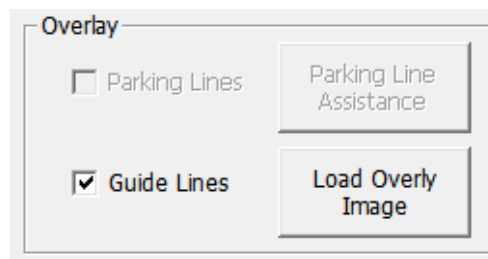 Overlay
Parking Lines
Parking Line
Assistance
Guide Lines
Load Overly
Image